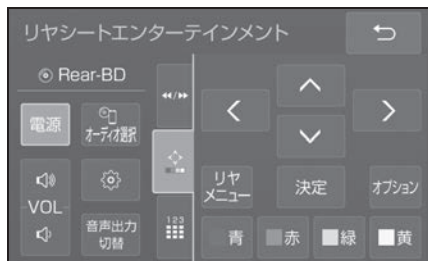 リヤシートエンターテインメント
Rear-BD
電源
オーディオ選択
VOL
音声出力
切替
123
リヤ
メニュー
決定
オプション
青
赤
緑
黄